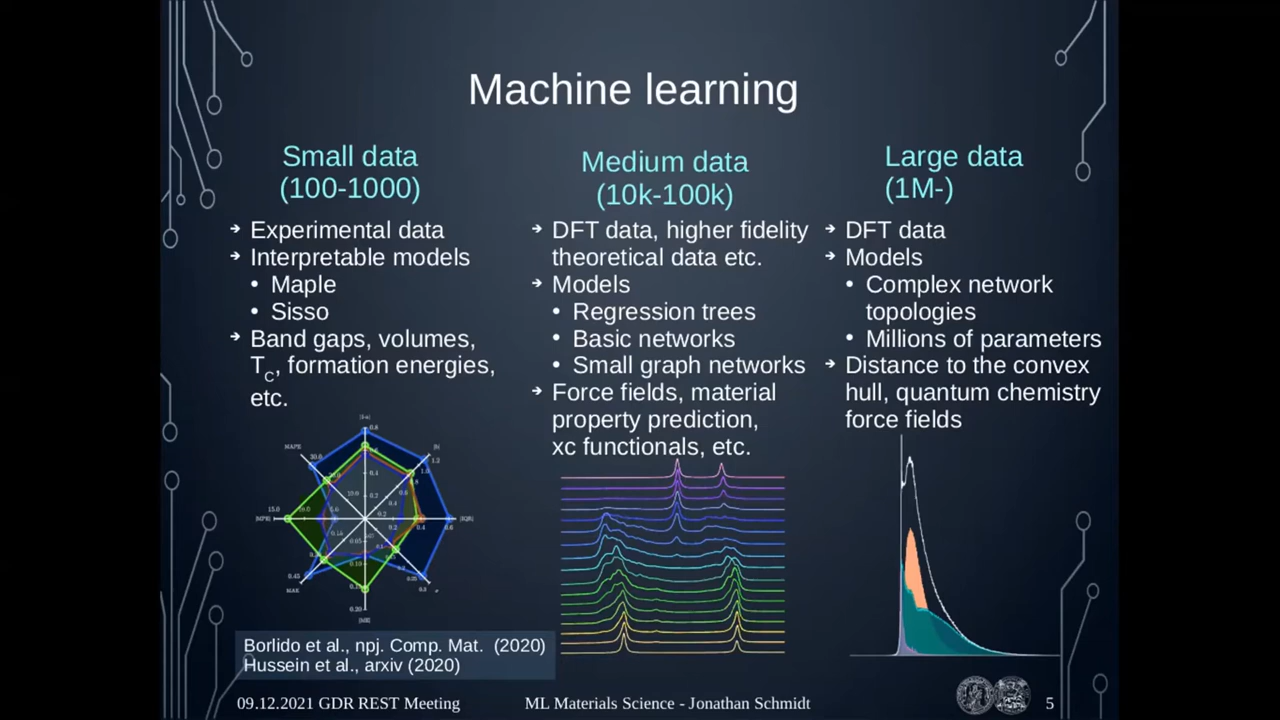 Machine learning
Small data
(100-1000)
Experimental data
Interpretable models
Maple
Sisso
Band gaps, volumes,
TC, formation energies,
etc.
Medium data
(10k-100k)
DFT data, higher fidelity
theoretical data etc.
Models
Regression trees
Basic networks
Small graph networks
Force fields, material
property prediction,
xc functionals, etc.
Large data
(1M-)
DFT data
Models
Complex network
topologies
Millions of parameters
Distance to the convex
hull, quantum chemistry
force fields
MAPE
MAE
Borlido et al., npj. Comp. Mat. (2020)
Hussein et al., arxiv (2020)
09.12.2021 GDR REST Meeting
ML Materials Science - Jonathan Schmidt
5